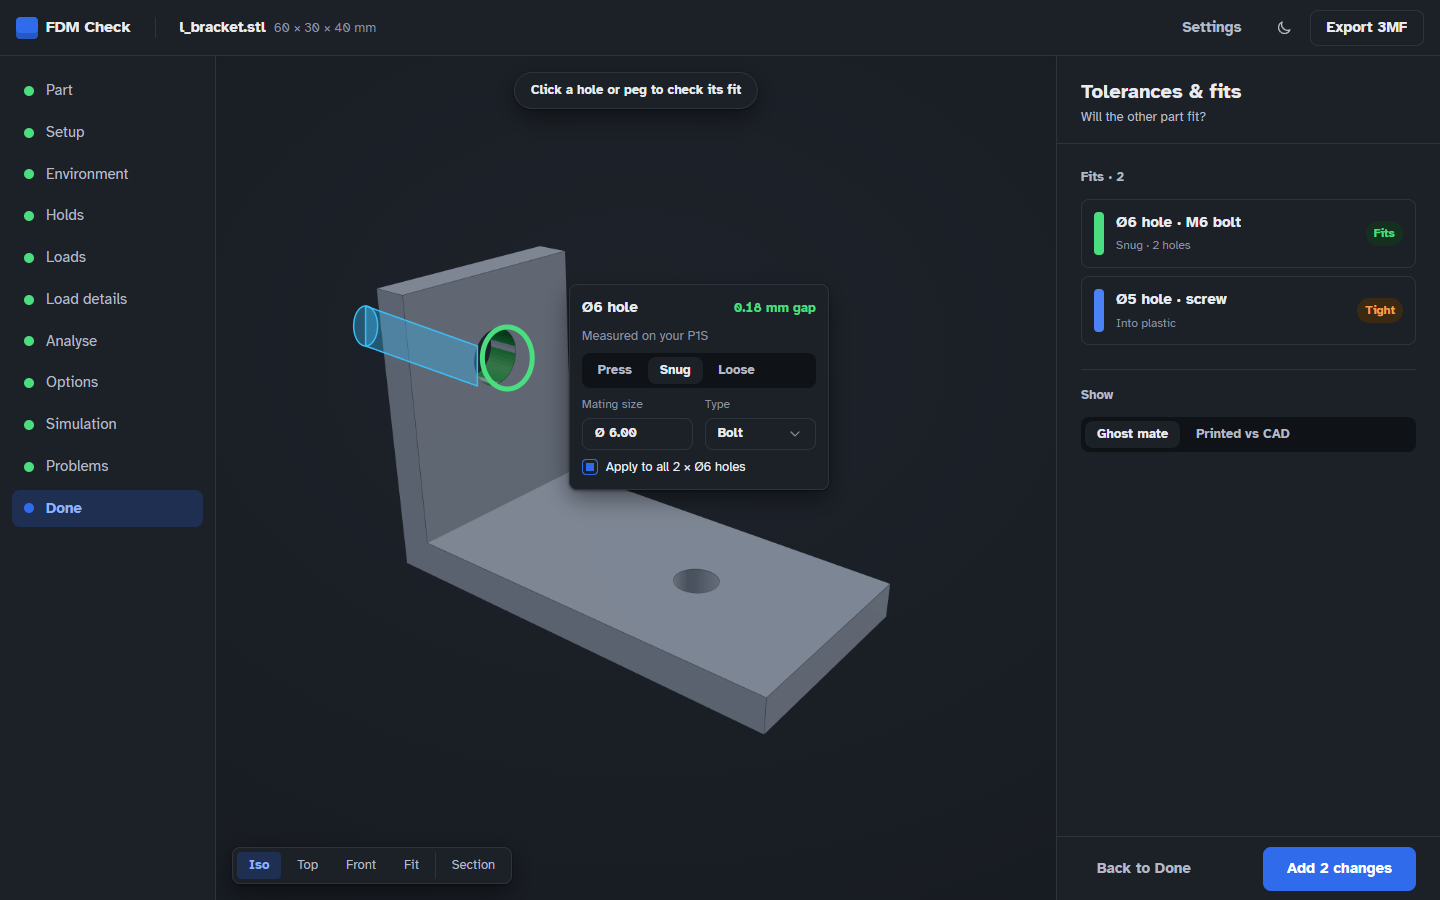 FDM Check
l_bracket.stl 60 × 30 × 40 mm
Settings
Export 3MF
Part
Setup
Environment
Holds
Loads
Load details
Analyse
Options
Simulation
Problems
Done
Click a hole or peg to check its fit
Ø6 hole
0.18 mm gap
Measured on your P1S
Press
Snug
Loose
Mating size
Type
Ø 6.00
Bolt
Apply to all 2 × Ø6 holes
Iso
Top
Front
Fit
Section
Tolerances & fits
Will the other part fit?
Fits · 2
Ø6 hole · M6 bolt
Snug · 2 holes
Fits
Ø5 hole · screw
Into plastic
Tight
Show
Ghost mate
Printed vs CAD
Back to Done
Add 2 changes